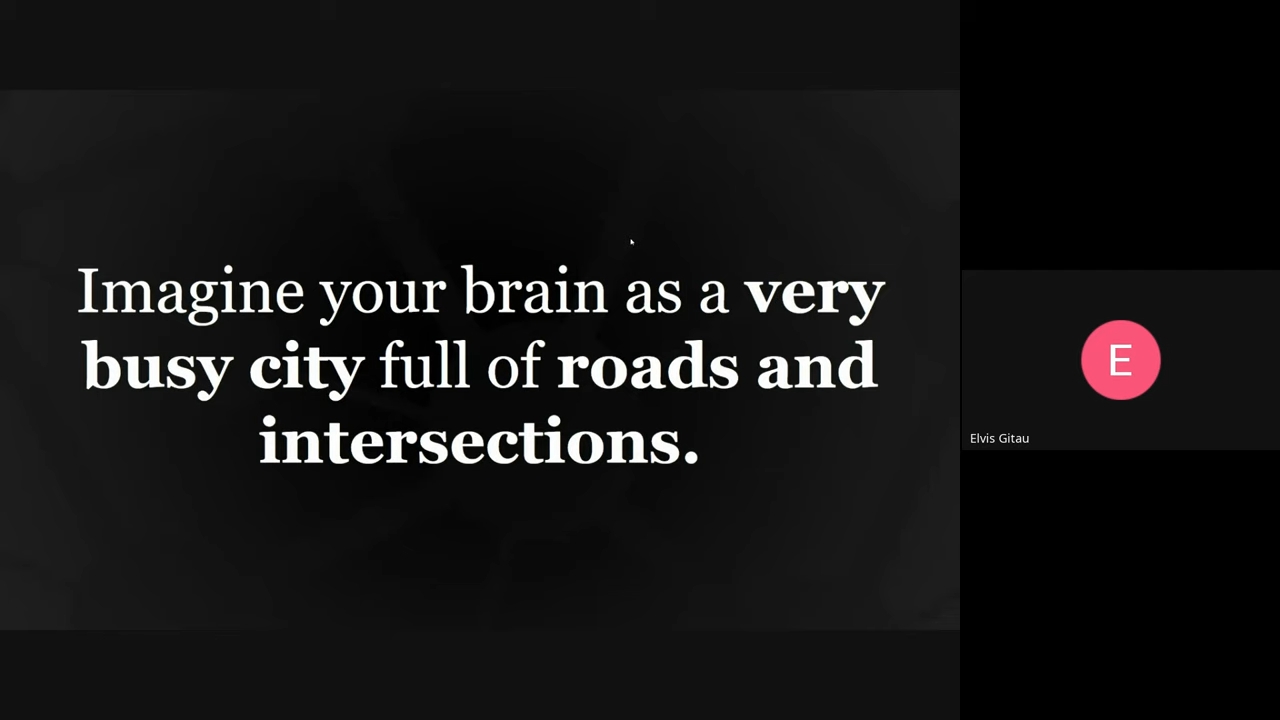 Imagine your brain as a very
busy city full of roads and
intersections.
E
Elvis Gitau